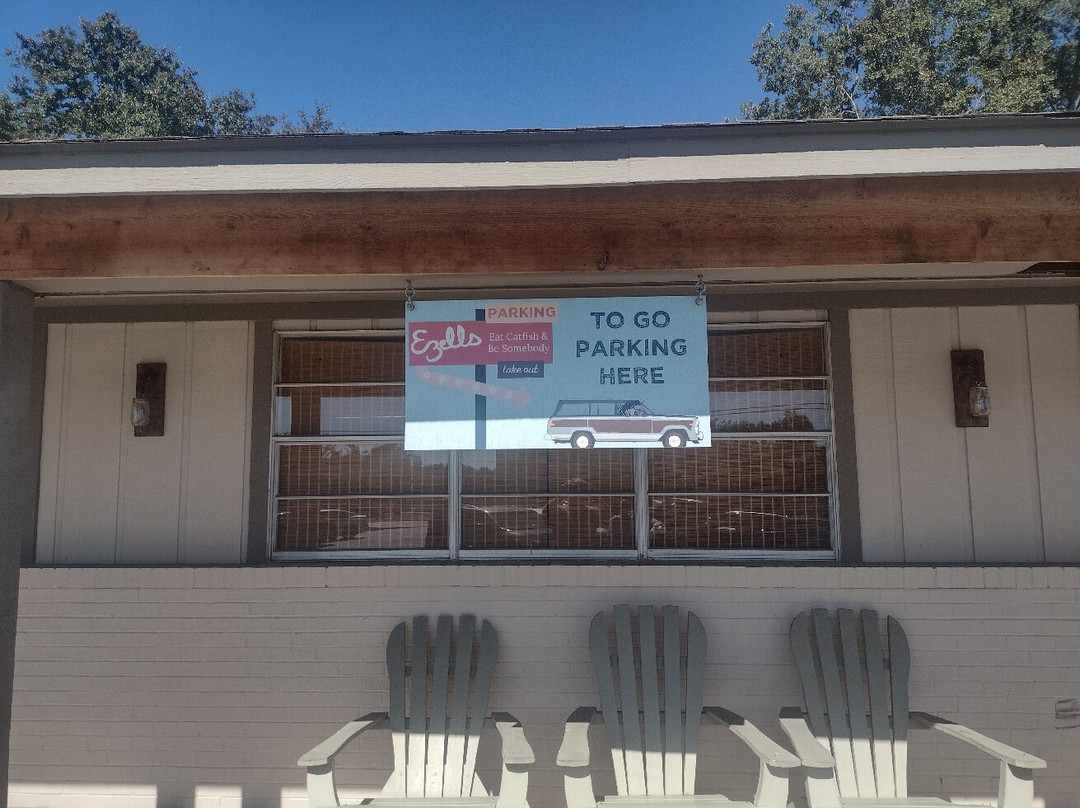 PARKING
Ezells
Eat Catfish &
Be Somebody
take out
TO GO
PARKING
HERE